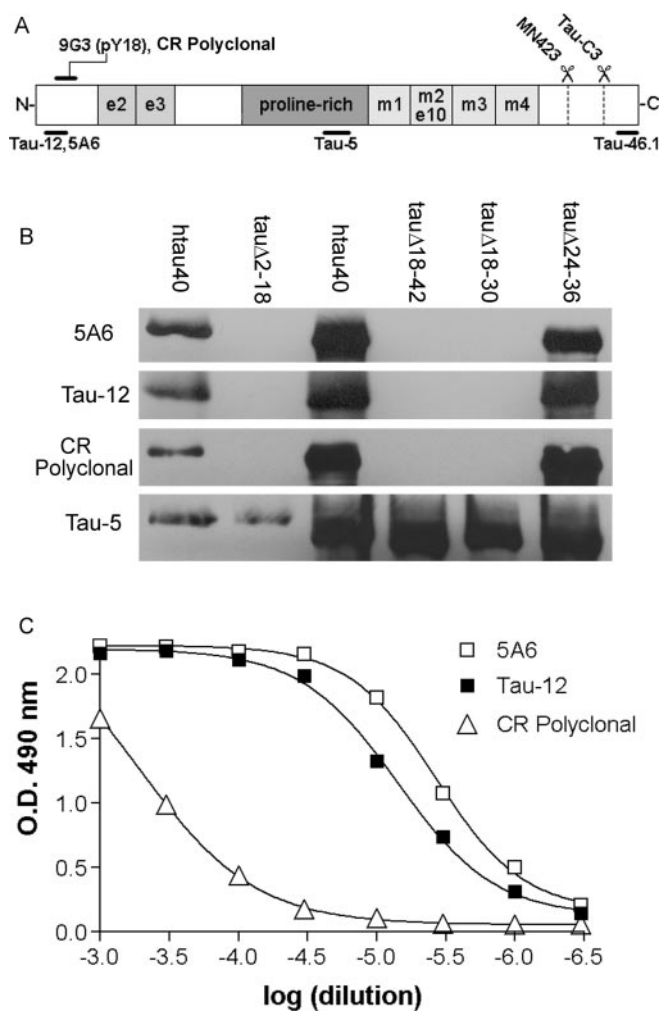 A
9G3 (pY18), CR Polyclonal
MN423
Tau-C3
N-
e2
e3
proline-rich
m1
m2
e10
m3
m4
-C
Tau-12, 5A6
Tau-5
Tau-46.1
B
htau40
tauΔ2-18
htau40
tauΔ18-42
tauΔ18-30
tauΔ24-36
5A6
Tau-12
CR
Polyclonal
Tau-5
C
5A6
Tau-12
CR Polyclonal
O.D. 490 nm
2.0
1.5
1.0
0.5
0.0
-3.0 -3.5 -4.0 -4.5 -5.0 -5.5 -6.0 -6.5
log (dilution)